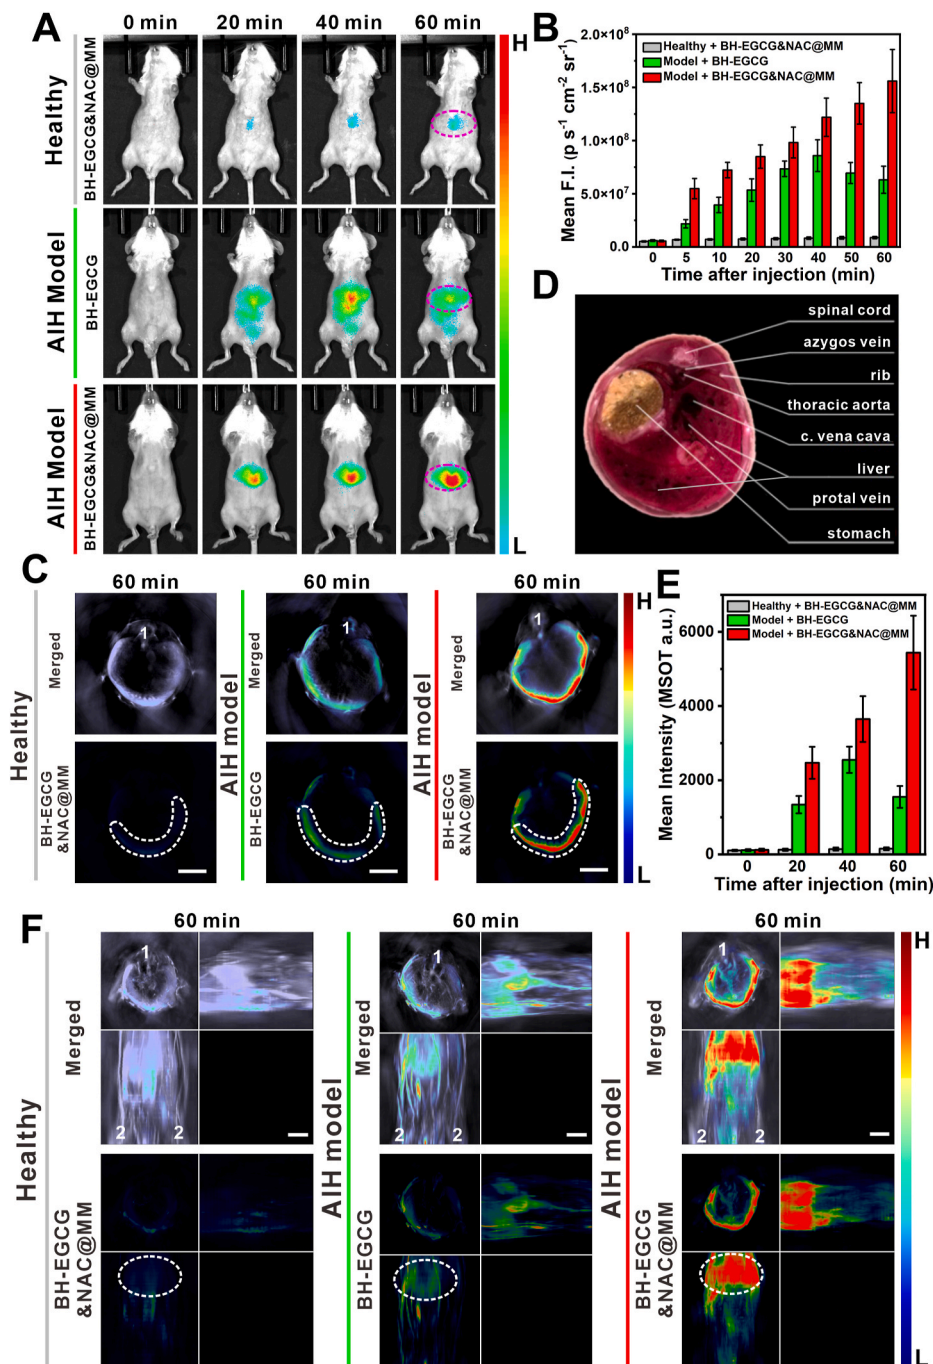 A
0 min 20 min 40 min 60 min
Healthy
BH-EGCG&NAC@MM
AIH Model
BH-EGCG
AIH Model
BH-EGCG&NAC@MM
H
L
B
Healthy + BH-EGCG&NAC@MM
Model + BH-EGCG
Model + BH-EGCG&NAC@MM
Mean F.I. (p s⁻¹ cm⁻² sr⁻¹)
2.0×10⁸
1.5×10⁸
1.0×10⁸
5.0×10⁷
0.0
0 5 10 20 30 40 50 60
Time after injection (min)
D
spinal cord
azygos vein
rib
thoracic aorta
c. vena cava
liver
protal vein
stomach
C
60 min 60 min 60 min
Healthy
Merged
BH-EGCG
&NAC@MM
1
AIH model
Merged
BH-EGCG
1
AIH model
Merged
BH-EGCG
&NAC@MM
1
H
L
E
Healthy + BH-EGCG&NAC@MM
Model + BH-EGCG
Model + BH-EGCG&NAC@MM
Mean Intensity (MSOT a.u.)
6000
4000
2000
0
0 20 40 60
Time after injection (min)
F
60 min 60 min 60 min
Healthy
Merged
BH-EGCG
&NAC@MM
1
2 2
AIH model
Merged
BH-EGCG
1
2 2
AIH model
Merged
BH-EGCG
&NAC@MM
1
2 2
H
L